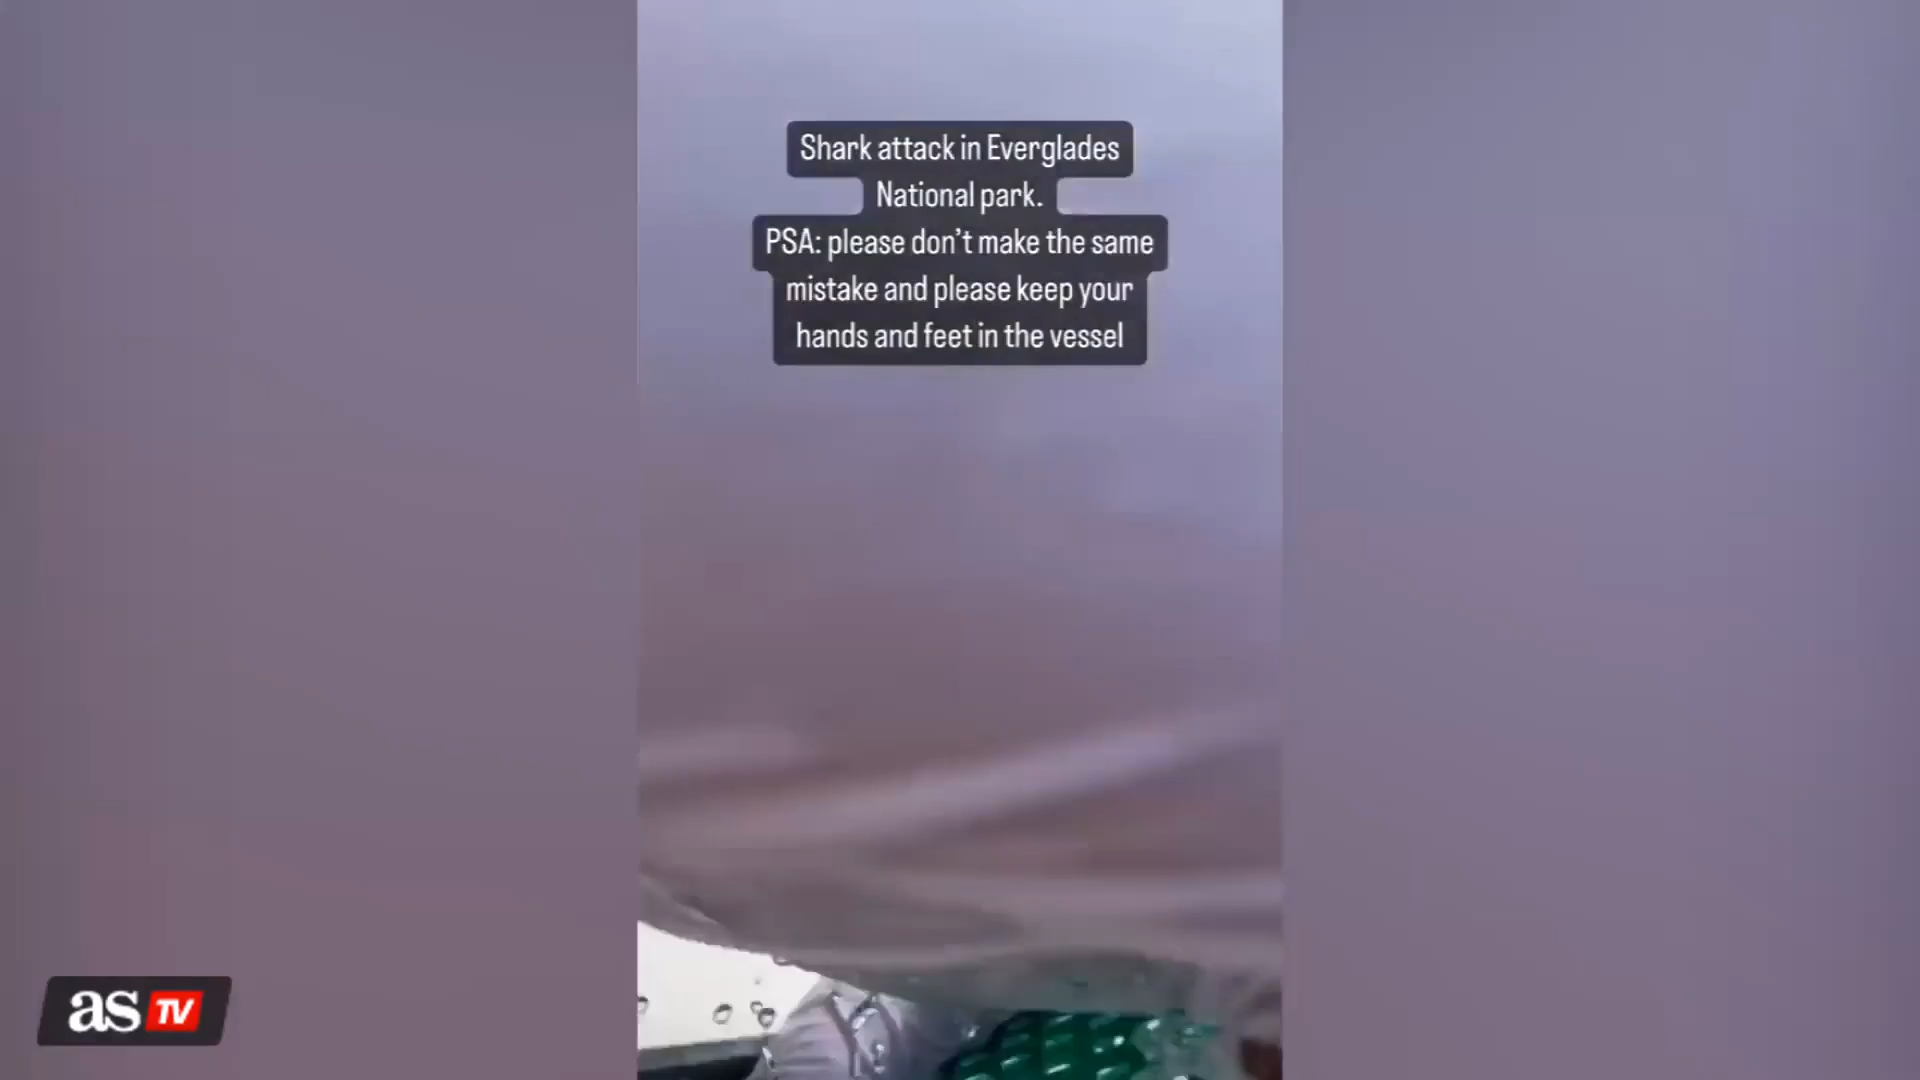 Shark attack in Everglades
National park.
PSA: please don't make the same
mistake and please keep your
hands and feet in the vessel
as TV